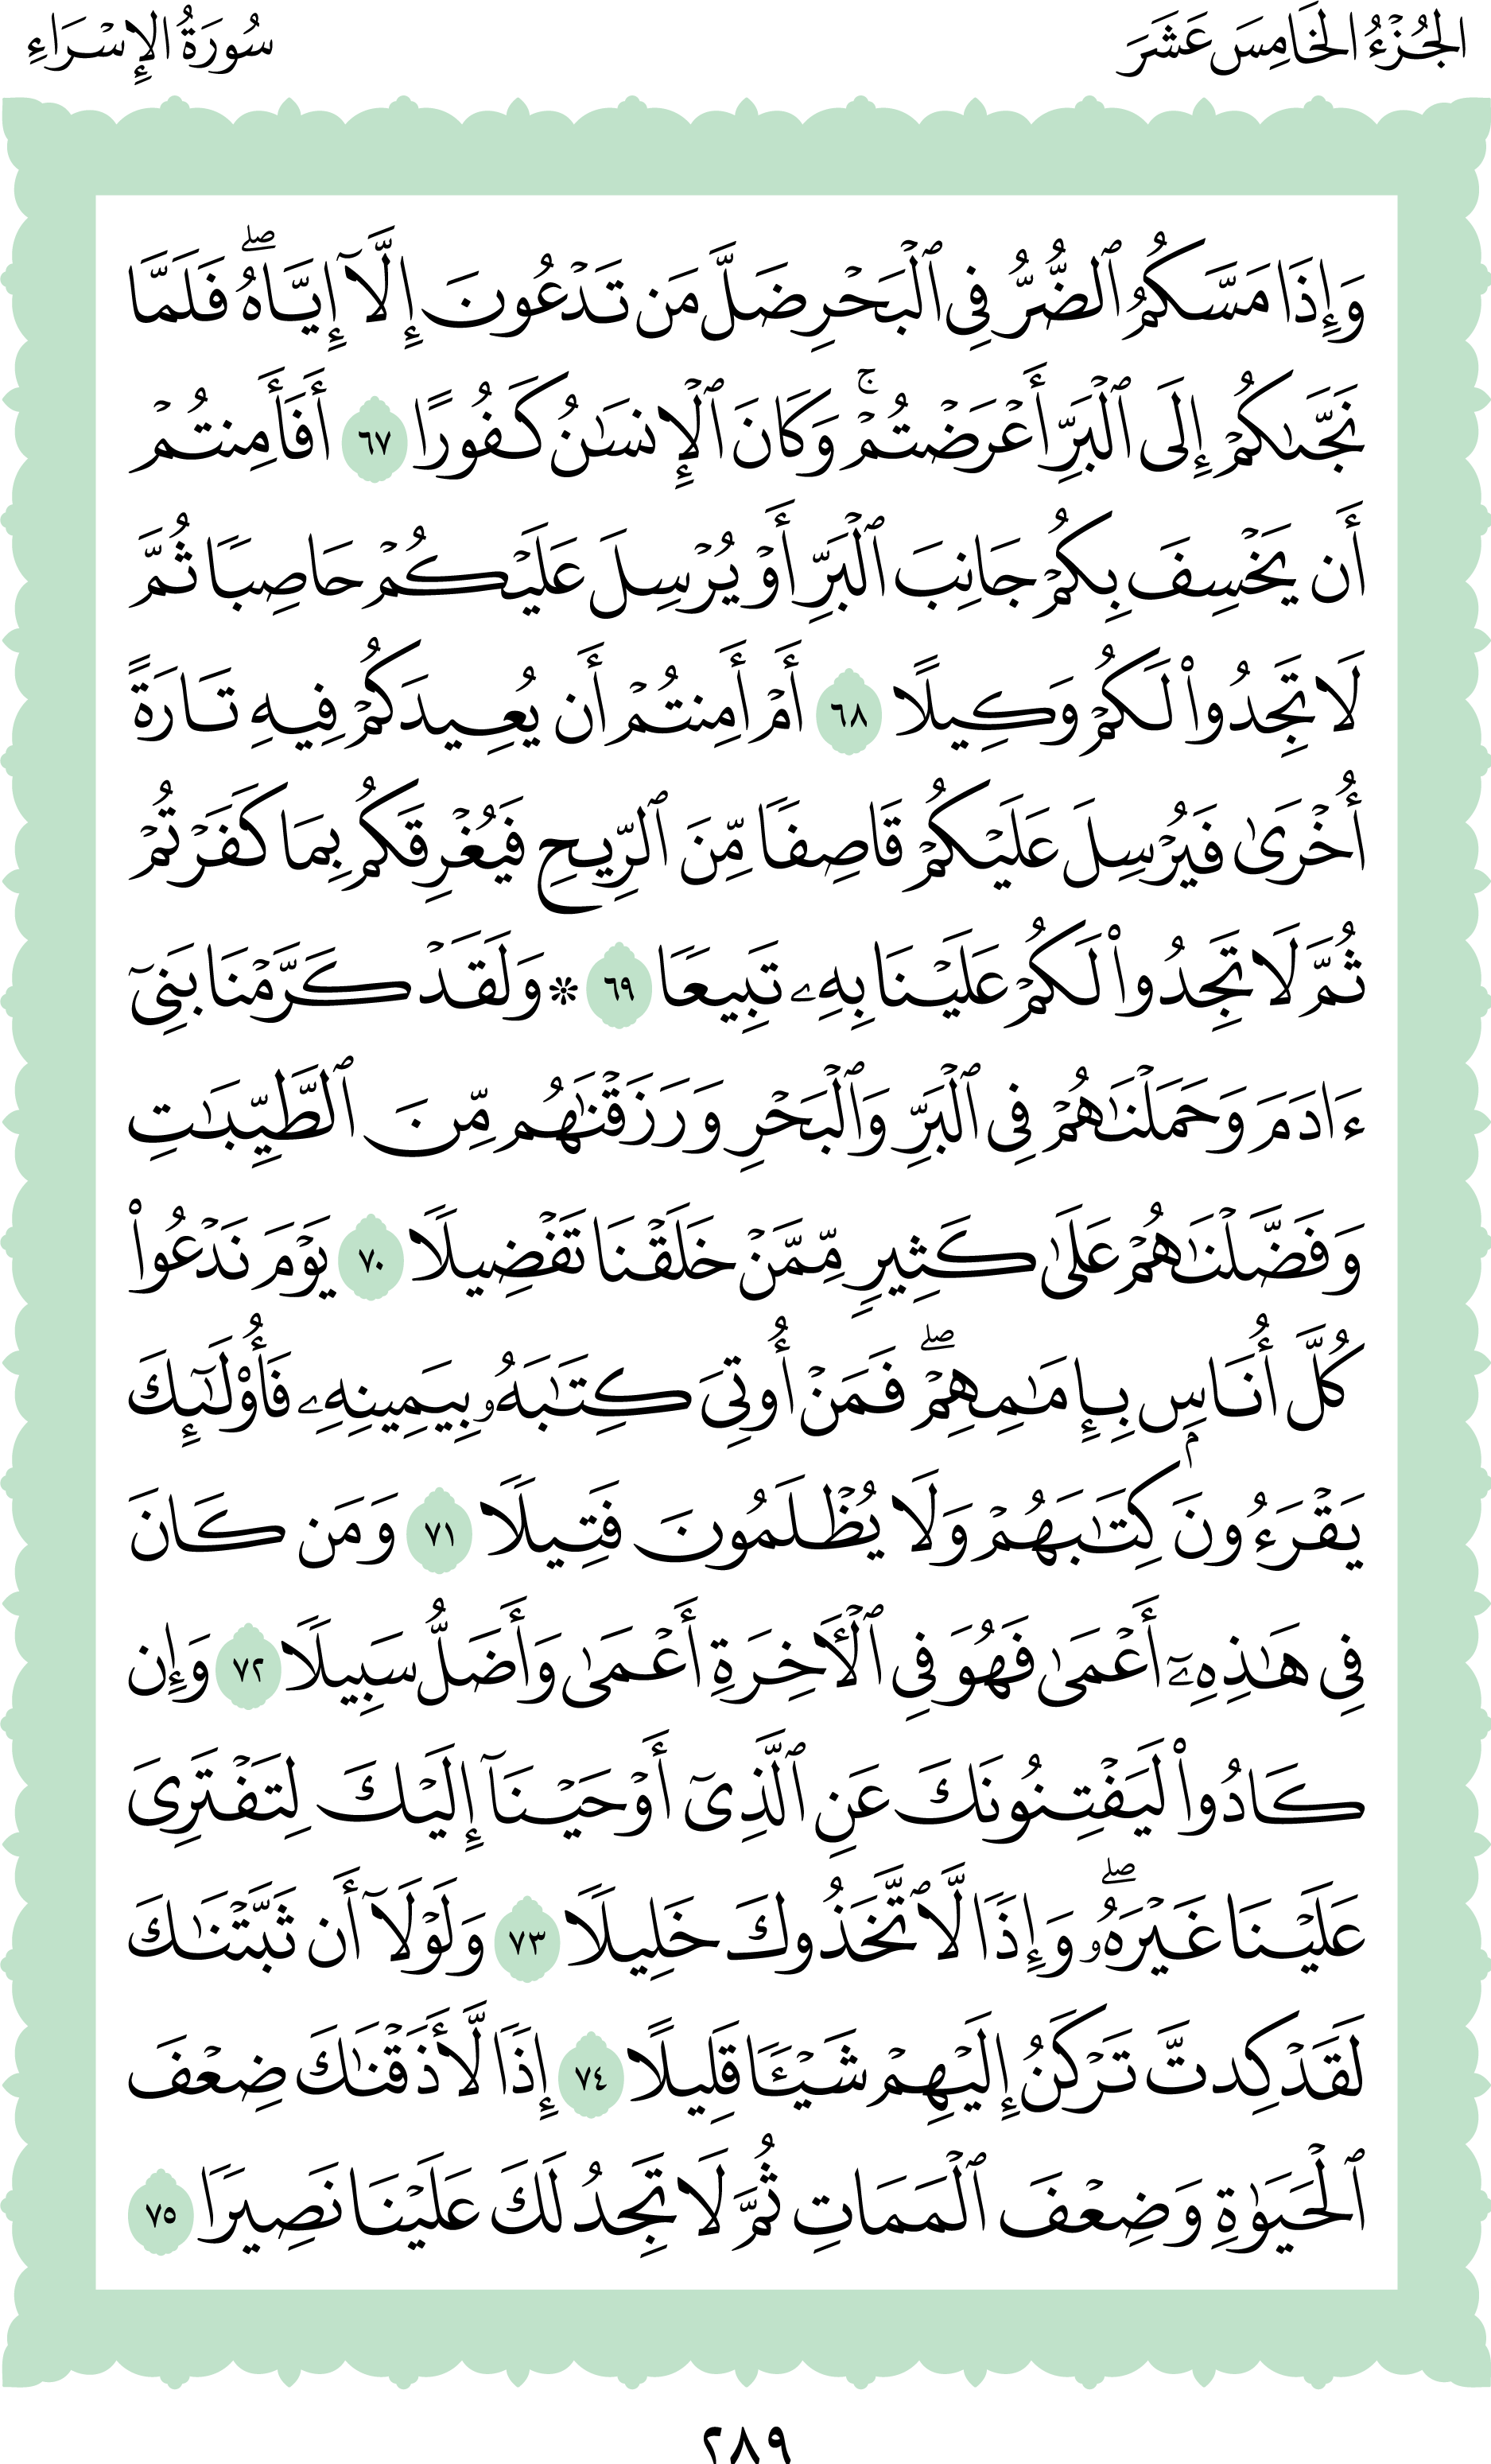 الجُزْءُ الخَامِسَ عَشَرَ
سُورَةُ الإِسْرَاءِ
وَإِذَا مَسَّكُمُ ٱلضُّرُّ فِي ٱلۡبَحۡرِ ضَلَّ مَن تَدۡعُونَ إِلَّآ إِيَّاهُۖ فَلَمَّا
نَجَّىٰكُمۡ إِلَى ٱلۡبَرِّ أَعۡرَضۡتُمۡۚ وَكَانَ ٱلۡإِنسَٰنُ كَفُورًا ٦٧ أَفَأَمِنتُمۡ
أَن يَخۡسِفَ بِكُمۡ جَانِبَ ٱلۡبَرِّ أَوۡ يُرۡسِلَ عَلَيۡكُمۡ حَاصِبٗا ثُمَّ
لَا تَجِدُواْ لَكُمۡ وَكِيلًا ٦٨ أَمۡ أَمِنتُمۡ أَن يُعِيدَكُمۡ فِيهِ تَارَةً
أُخۡرَىٰ فَيُرۡسِلَ عَلَيۡكُمۡ قَاصِفٗا مِّنَ ٱلرِّيحِ فَيُغۡرِقَكُم بِمَا كَفَرۡتُمۡ
ثُمَّ لَا تَجِدُواْ لَكُمۡ عَلَيۡنَا بِهِۦ تَبِيعٗا ٦٩ ۞ وَلَقَدۡ كَرَّمۡنَا بَنِيٓ
ءَادَمَ وَحَمَلۡنَٰهُمۡ فِي ٱلۡبَرِّ وَٱلۡبَحۡرِ وَرَزَقۡنَٰهُم مِّنَ ٱلطَّيِّبَٰتِ
وَفَضَّلۡنَٰهُمۡ عَلَىٰ كَثِيرٖ مِّمَّنۡ خَلَقۡنَا تَفۡضِيلٗا ٧٠ يَوۡمَ نَدۡعُواْ
كُلَّ أُنَاسِۭ بِإِمَٰمِهِمۡۖ فَمَنۡ أُوتِيَ كِتَٰبَهُۥ بِيَمِينِهِۦ فَأُوْلَٰٓئِكَ
يَقۡرَءُونَ كِتَٰبَهُمۡ وَلَا يُظۡلَمُونَ فَتِيلٗا ٧١ وَمَن كَانَ
فِي هَٰذِهِۦٓ أَعۡمَىٰ فَهُوَ فِي ٱلۡأٓخِرَةِ أَعۡمَىٰ وَأَضَلُّ سَبِيلٗا ٧٢ وَإِن
كَادُواْ لَيَفۡتِنُونَكَ عَنِ ٱلَّذِيٓ أَوۡحَيۡنَآ إِلَيۡكَ لِتَفۡتَرِيَ
عَلَيۡنَا غَيۡرَهُۥۖ وَإِذٗا لَّٱتَّخَذُوكَ خَلِيلٗا ٧٣ وَلَوۡلَآ أَن ثَبَّتۡنَٰكَ
لَقَدۡ كِدتَّ تَرۡكَنُ إِلَيۡهِمۡ شَيۡـٔٗا قَلِيلًا ٧٤ إِذٗا لَّأَذَقۡنَٰكَ ضِعۡفَ
ٱلۡحَيَوٰةِ وَضِعۡفَ ٱلۡمَمَاتِ ثُمَّ لَا تَجِدُ لَكَ عَلَيۡنَا نَصِيرٗا ٧٥
٢٨٩